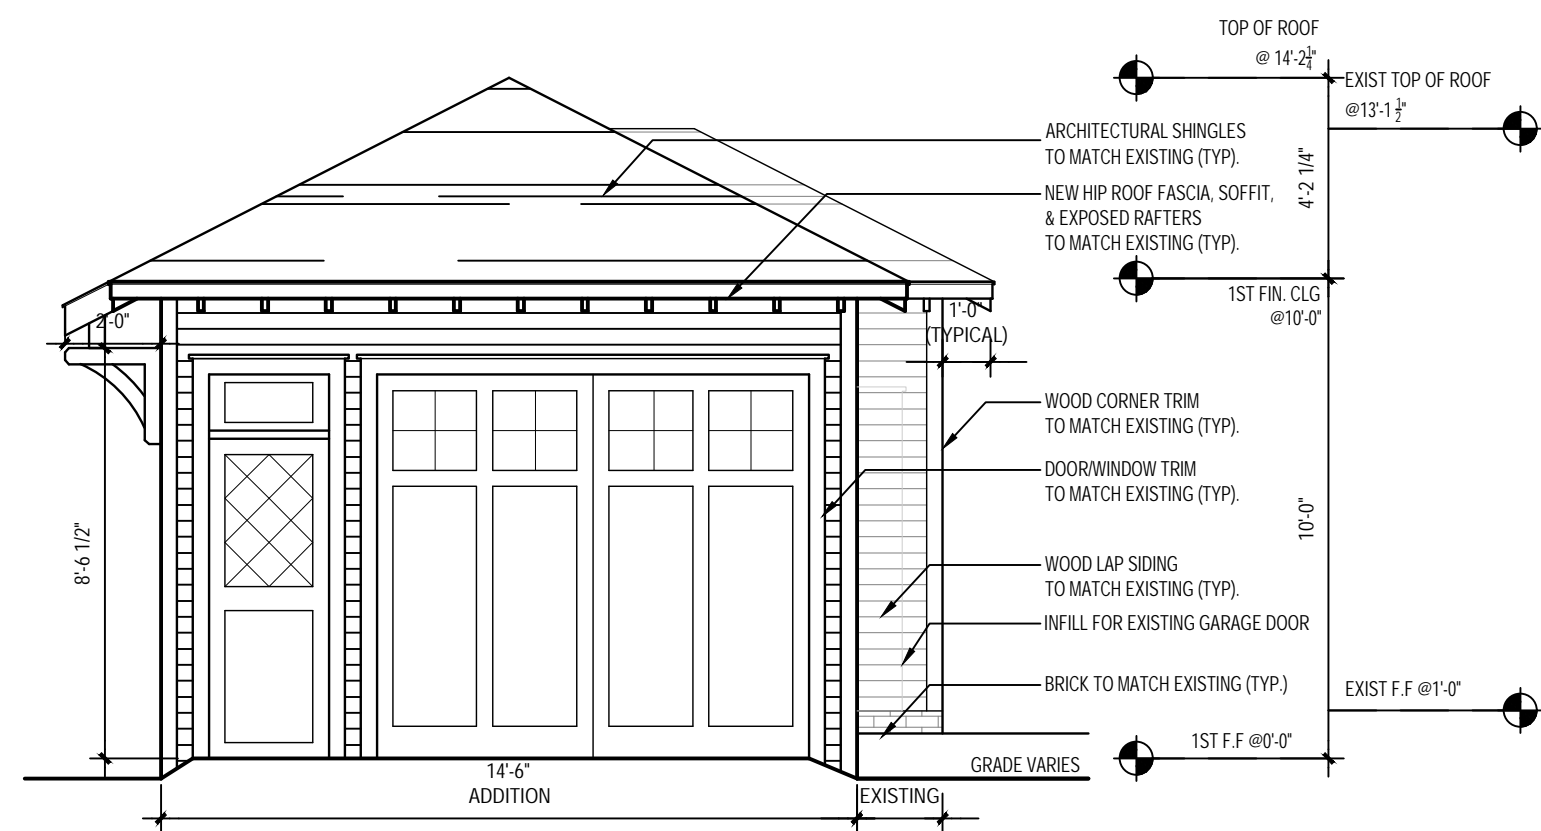 TOP OF ROOF
@ 14'-2 1/4"
EXIST TOP OF ROOF
@13'-1 1/2"
ARCHITECTURAL SHINGLES
TO MATCH EXISTING (TYP).
4'-2 1/4"
NEW HIP ROOF FASCIA, SOFFIT,
& EXPOSED RAFTERS
TO MATCH EXISTING (TYP).
1ST FIN. CLG
@10'-0"
2'-0"
1'-0"
(TYPICAL)
WOOD CORNER TRIM
TO MATCH EXISTING (TYP).
DOOR/WINDOW TRIM
TO MATCH EXISTING (TYP).
8'-6 1/2"
10'-0"
WOOD LAP SIDING
TO MATCH EXISTING (TYP).
INFILL FOR EXISTING GARAGE DOOR
BRICK TO MATCH EXISTING (TYP.)
EXIST F.F @1'-0"
1ST F.F @0'-0"
GRADE VARIES
14'-6"
ADDITION
EXISTING